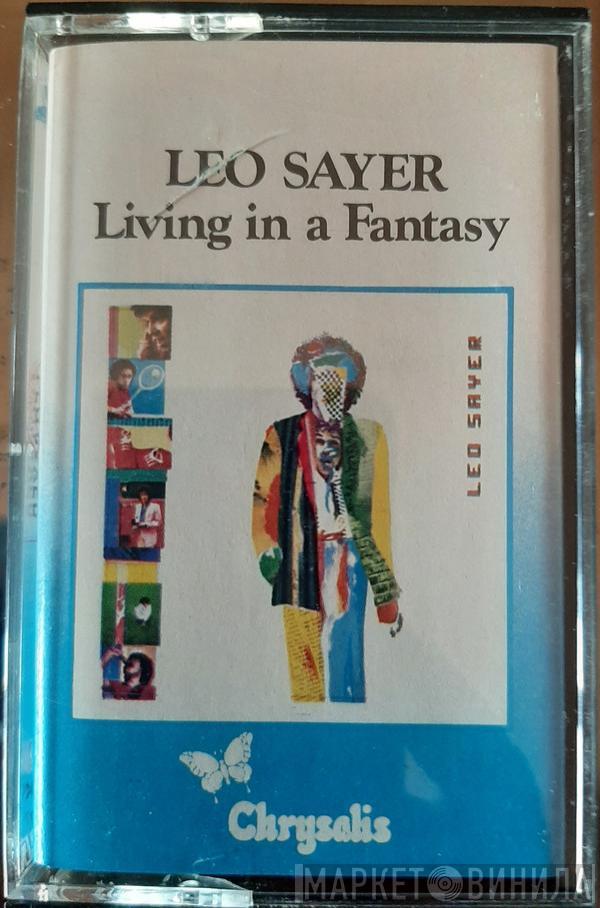 LEO SAYER
Living in a Fantasy
LEO SAYER
Chrysalis
МАРКЕТ ВИНИЛА